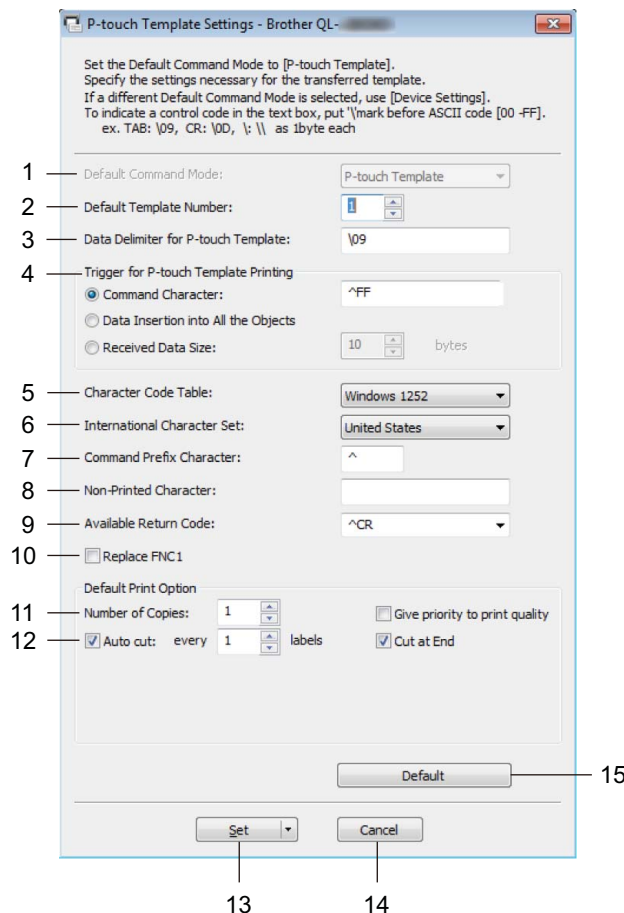 P-touch Template Settings - Brother QL-
Set the Default Command Mode to [P-touch Template].
Specify the settings necessary for the transferred template.
If a different Default Command Mode is selected, use [Device Settings].
To indicate a control code in the text box, put '\'mark before ASCII code [00 -FF].
ex. TAB: \09, CR: \0D, \: \\ as 1byte each
1 Default Command Mode: P-touch Template
2 Default Template Number: 1
3 Data Delimiter for P-touch Template: \09
4 Trigger for P-touch Template Printing
Command Character: ^FF
Data Insertion into All the Objects
Received Data Size: 10 bytes
5 Character Code Table: Windows 1252
6 International Character Set: United States
7 Command Prefix Character: ^
8 Non-Printed Character:
9 Available Return Code: ^CR
10 Replace FNC1
Default Print Option
11 Number of Copies: 1 Give priority to print quality
12 Auto cut: every 1 labels Cut at End
Default 15
Set Cancel
13 14